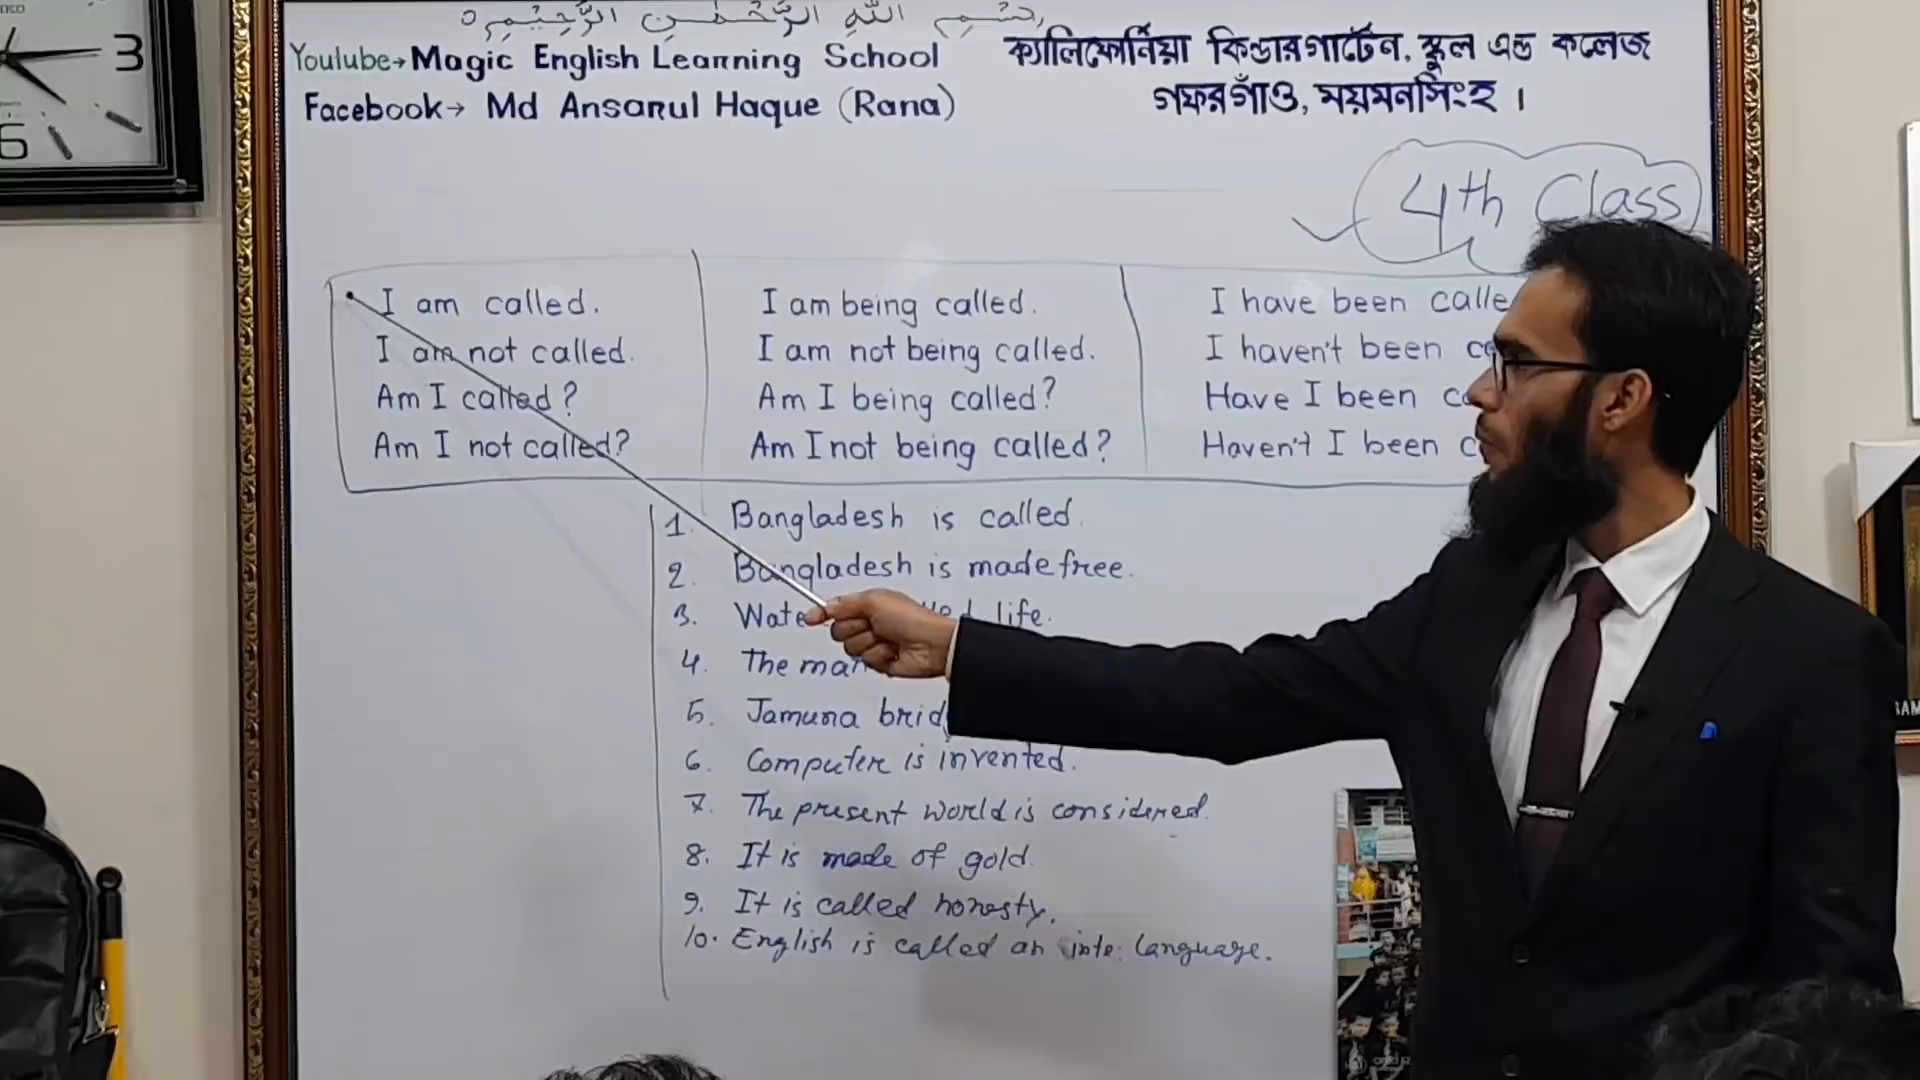 بِسْمِ اللهِ الرَّحْمٰنِ الرَّحِيْمِ
Youtube→ Magic English Learning School
Facebook→ Md Ansarul Haque (Rana)
ক্যালিফোর্নিয়া কিন্ডারগার্টেন, স্কুল এন্ড কলেজ
গফরগাঁও, ময়মনসিংহ।
3
6
4th Class
I am called.
I am not called.
Am I called?
Am I not called?
I am being called.
I am not being called.
Am I being called?
Am I not being called?
I have been
I haven't been
Have I been
Haven't I been
1. Bangladesh is called.
2. Bangladesh is made free.
3. life.
4. The
5. Jamuna
6. Computer is invented.
7. The present world is considered.
8. It is made of gold.
9. It is called honesty.
10. English is called an inte. language.